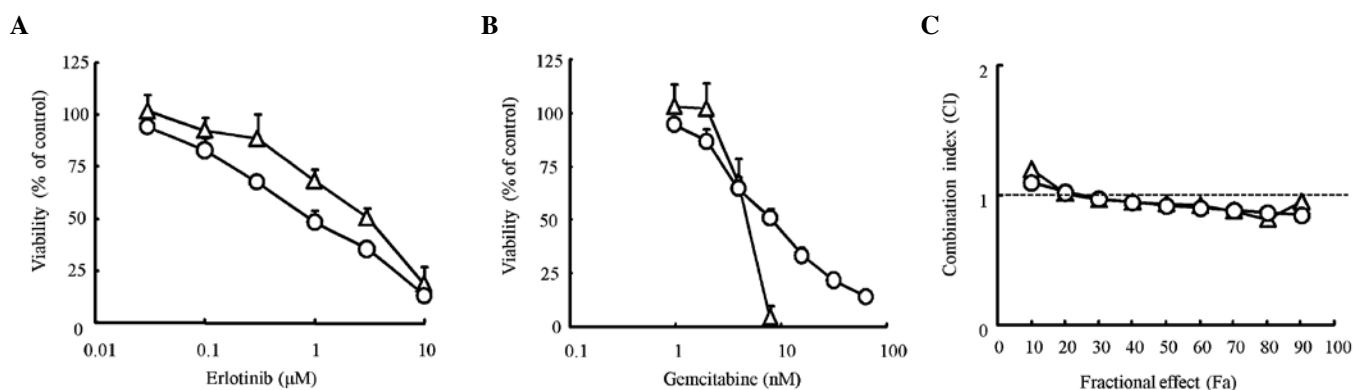 A
B
C
Viability (% of control)
125
100
75
50
25
0
0.01
0.1
1
10
Erlotinib (μM)
Viability (% of control)
125
100
75
50
25
0
0.1
1
10
100
Gemcitabine (nM)
Combination index (CI)
2
1
0
0 10 20 30 40 50 60 70 80 90 100
Fractional effect (Fa)